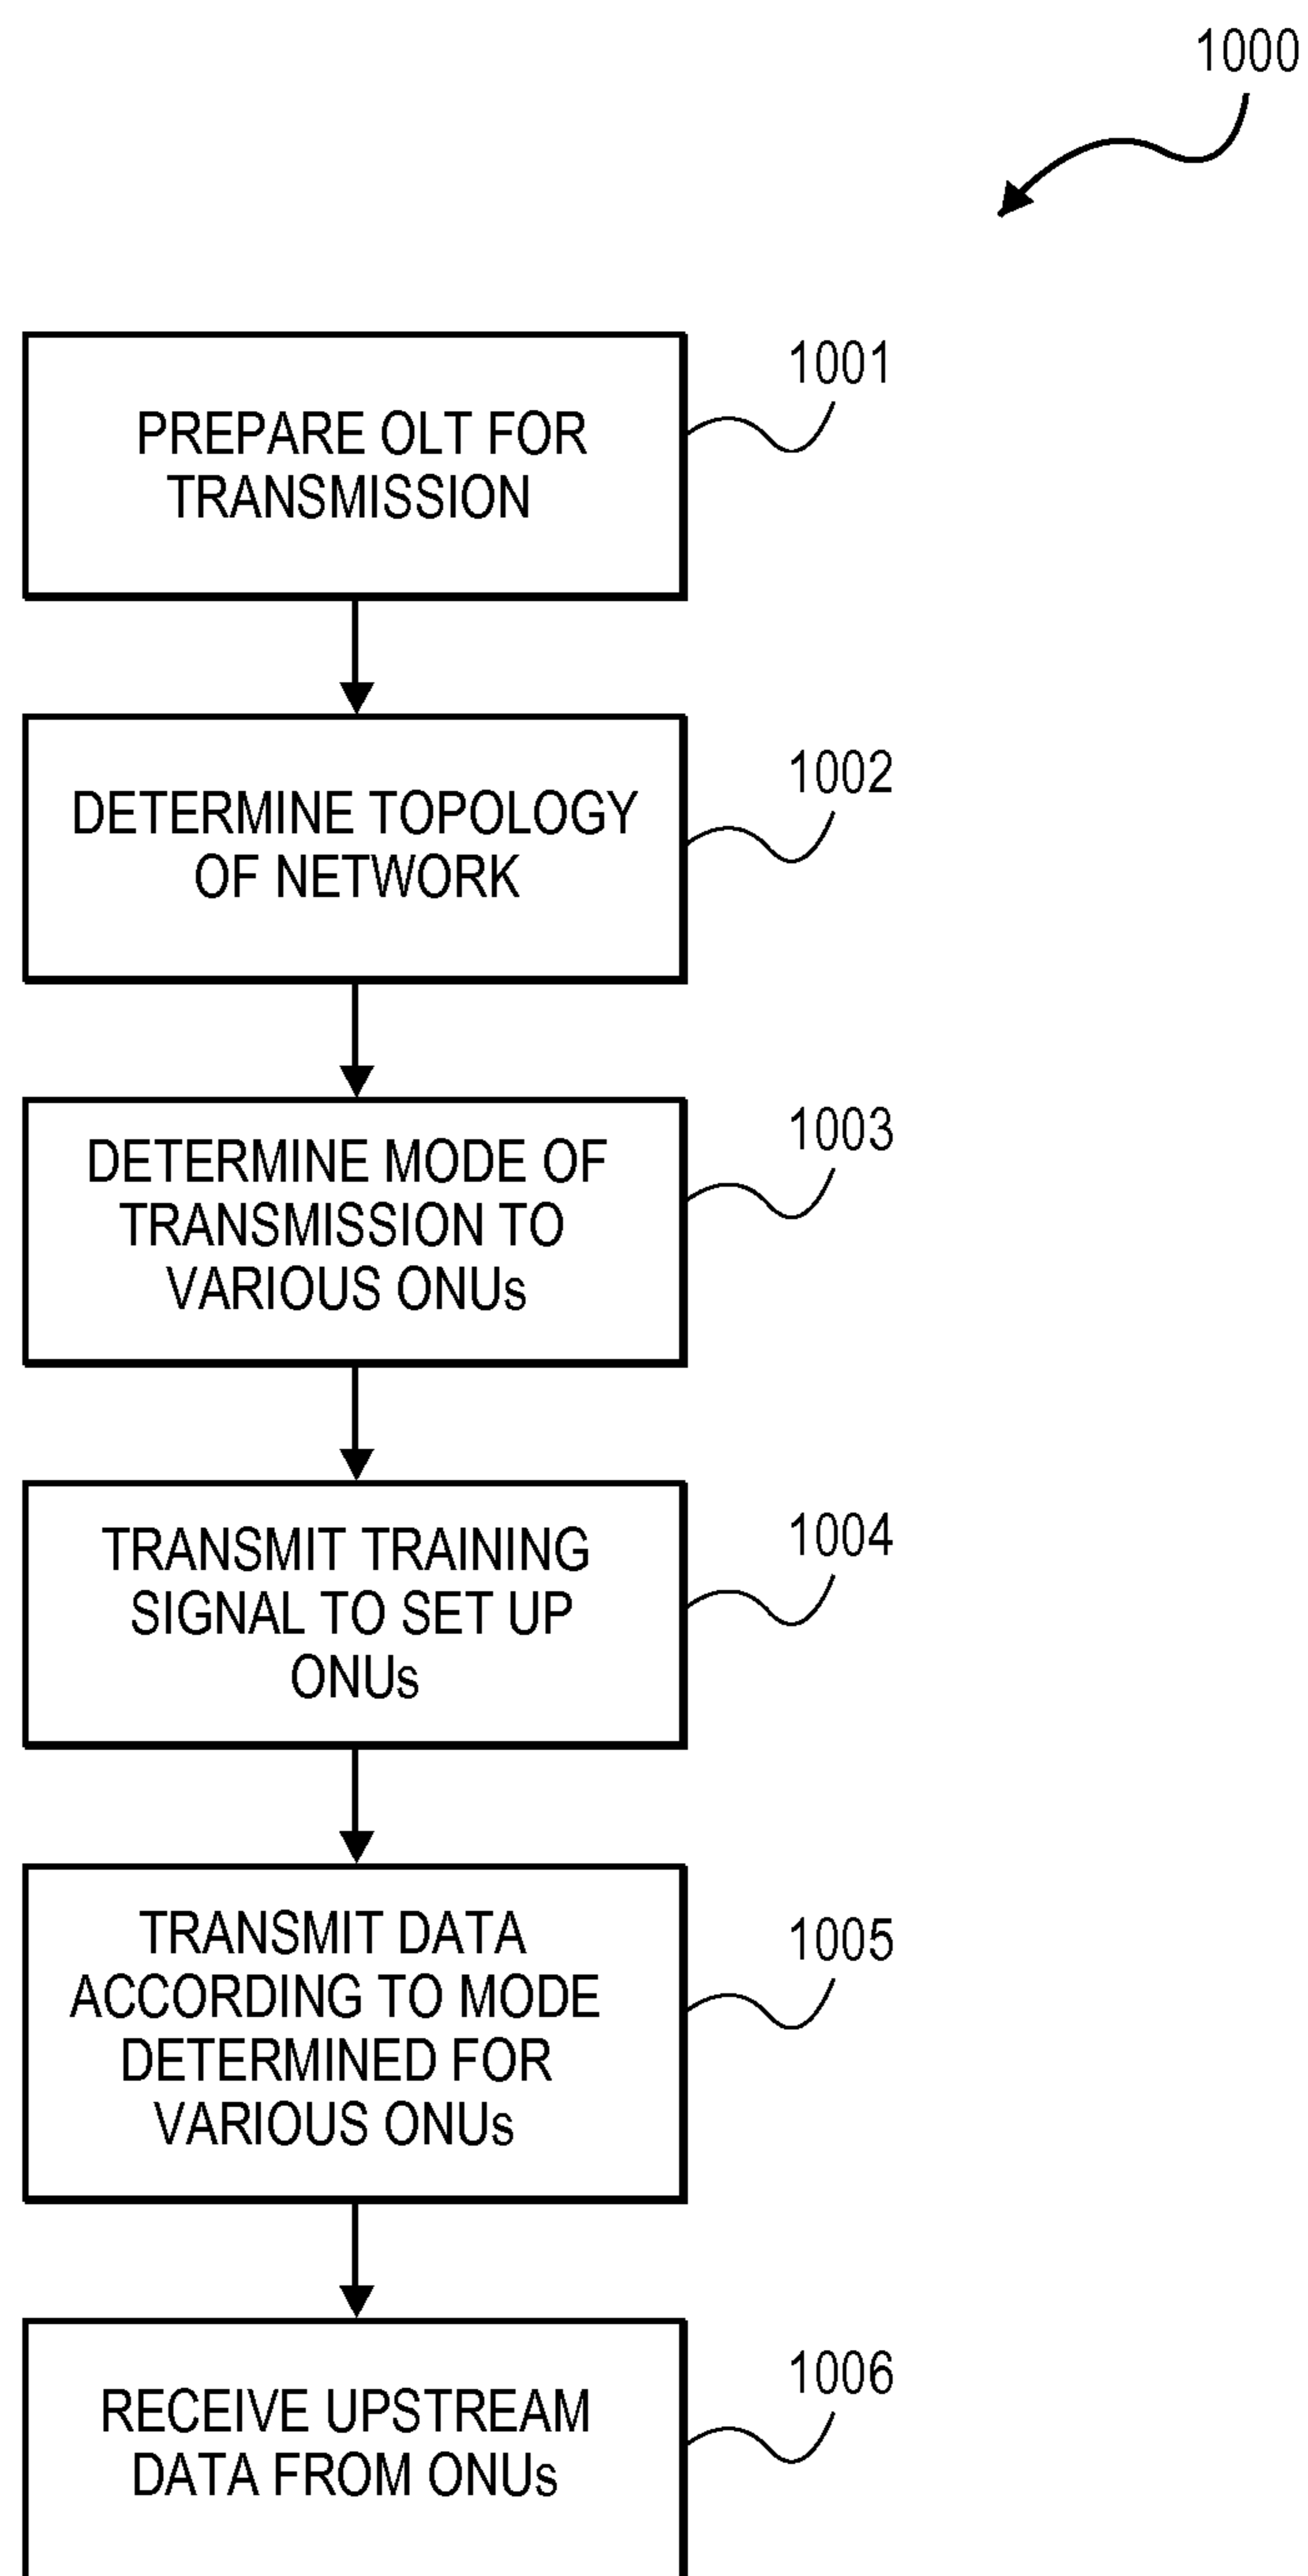 1000
1001
PREPARE OLT FOR
TRANSMISSION
1002
DETERMINE TOPOLOGY
OF NETWORK
1003
DETERMINE MODE OF
TRANSMISSION TO
VARIOUS ONUs
1004
TRANSMIT TRAINING
SIGNAL TO SET UP
ONUs
1005
TRANSMIT DATA
ACCORDING TO MODE
DETERMINED FOR
VARIOUS ONUs
1006
RECEIVE UPSTREAM
DATA FROM ONUs